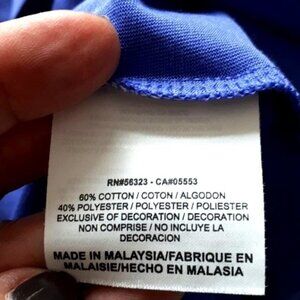 RN#56323 - CA#05553
60% COTTON / COTON / ALGODON
40% POLYESTER / POLYESTER / POLIESTER
EXCLUSIVE OF DECORATION / DECORATION
NON COMPRISE / NO INCLUYE LA
DECORACION
MADE IN MALAYSIA/FABRIQUE EN
MALAISIE/HECHO EN MALASIA